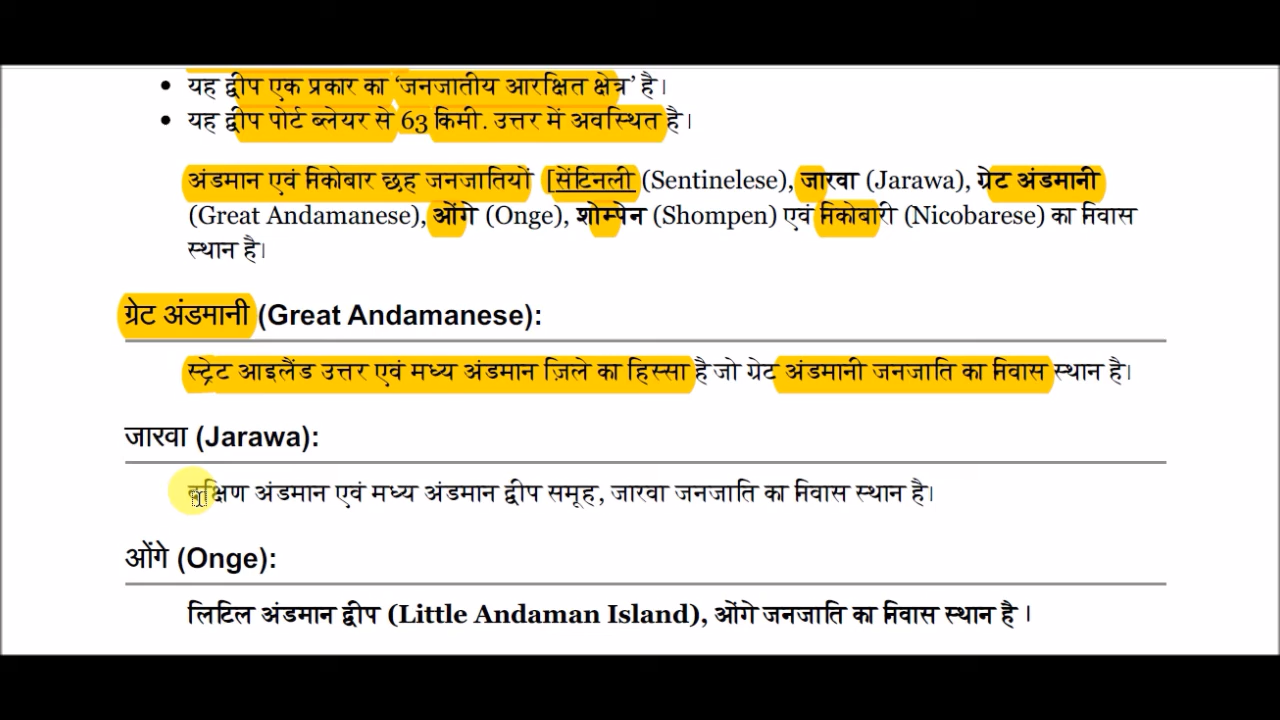 यह द्वीप एक प्रकार का ‘जनजातीय आरक्षित क्षेत्र’ है।
यह द्वीप पोर्ट ब्लेयर से 63 किमी. उत्तर में अवस्थित है।
अंडमान एवं निकोबार छह जनजातियों [सेंटिनली (Sentinelese), जारवा (Jarawa), ग्रेट अंडमानी
(Great Andamanese), ओंगे (Onge), शोम्पेन (Shompen) एवं निकोबारी (Nicobarese) का निवास
स्थान है।
ग्रेट अंडमानी (Great Andamanese):
स्ट्रेट आइलैंड उत्तर एवं मध्य अंडमान ज़िले का हिस्सा है जो ग्रेट अंडमानी जनजाति का निवास स्थान है।
जारवा (Jarawa):
दक्षिण अंडमान एवं मध्य अंडमान द्वीप समूह, जारवा जनजाति का निवास स्थान है।
ओंगे (Onge):
लिटिल अंडमान द्वीप (Little Andaman Island), ओंगे जनजाति का निवास स्थान है।